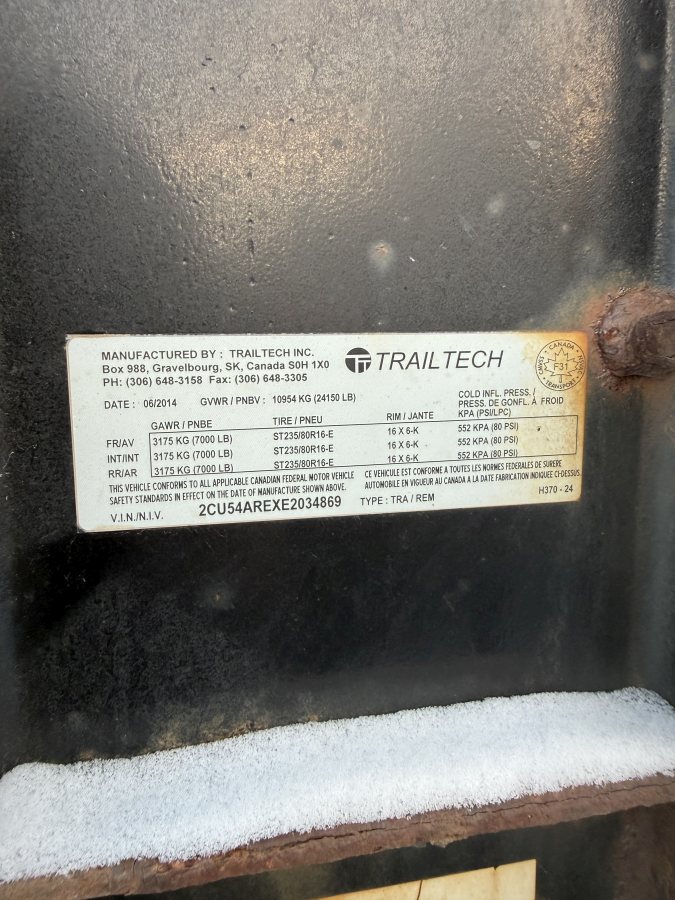 MANUFACTURED BY : TRAILTECH INC.
Box 988, Gravelbourg, SK, Canada S0H 1X0
PH: (306) 648-3158 Fax: (306) 648-3305
TRAILTECH
CANADA
F31
TRANSPORT
DATE : 06/2014 GVWR / PNBV : 10954 KG (24150 LB)
COLD INFL. PRESS. /
PRESS. DE GONFL. À FROID
KPA (PSI/LPC)
GAWR / PNBE TIRE / PNEU RIM / JANTE
FR/AV 3175 KG (7000 LB) ST235/80R16-E 16 X 6-K 552 KPA (80 PSI)
INT/INT 3175 KG (7000 LB) ST235/80R16-E 16 X 6-K 552 KPA (80 PSI)
RR/AR 3175 KG (7000 LB) ST235/80R16-E 16 X 6-K 552 KPA (80 PSI)
THIS VEHICLE CONFORMS TO ALL APPLICABLE CANADIAN FEDERAL MOTOR VEHICLE
SAFETY STANDARDS IN EFFECT ON THE DATE OF MANUFACTURE SHOWN ABOVE.
CE VEHICULE EST CONFORME A TOUTES LES NORMES FEDERALES DE SURERE
AUTOMOBILE EN VIGUEUR AU CANADA A LA DATE FABRICATION INDIQUEE CI-DESSUS.
V.I.N./N.I.V. 2CU54AREXE2034869 TYPE : TRA / REM H370 - 24